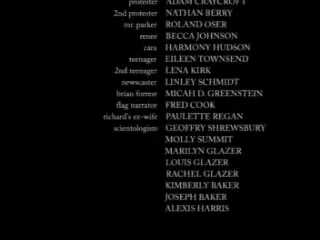 protester ADAM CRAYCROFT
2nd protester NATHAN BERRY
mr. parker ROLAND OSER
renee BECCA JOHNSON
cara HARMONY HUDSON
teenager EILEEN TOWNSEND
2nd teenager LENA KIRK
newscaster LINLEY SCHMIDT
brian forrest MICAH D. GREENSTEIN
flag narrator FRED COOK
richard's ex-wife PAULETTE REGAN
scientologists GEOFFRY SHREWSBURY
MOLLY SUMMIT
MARILYN GLAZER
LOUIS GLAZER
RACHEL GLAZER
KIMBERLY BAKER
JOSEPH BAKER
ALEXIS HARRIS